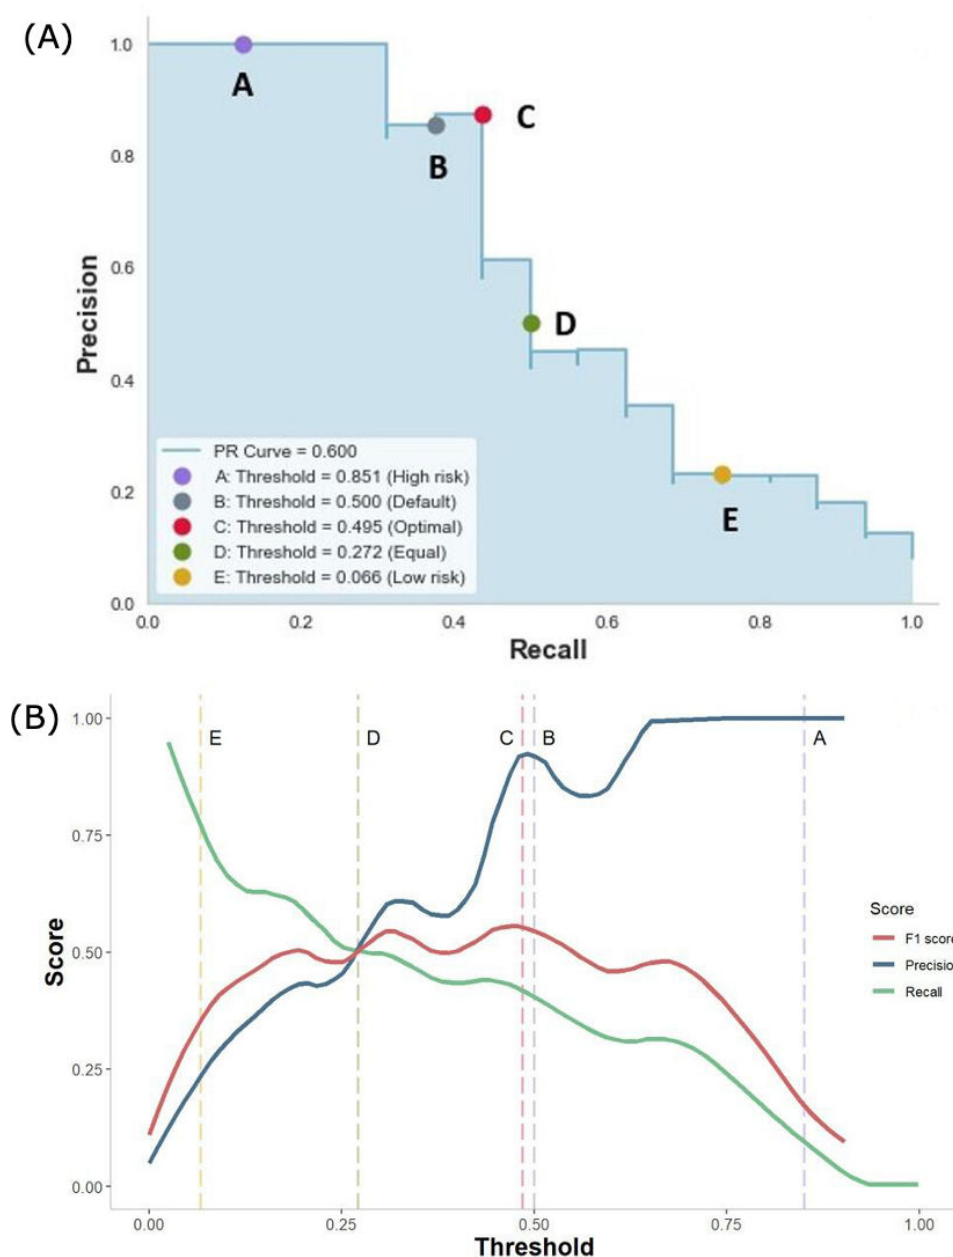 (A)
1.0
0.8
0.6
0.4
0.2
0.0
Precision
A
B
C
D
E
PR Curve = 0.600
A: Threshold = 0.851 (High risk)
B: Threshold = 0.500 (Default)
C: Threshold = 0.495 (Optimal)
D: Threshold = 0.272 (Equal)
E: Threshold = 0.066 (Low risk)
0.0 0.2 0.4 0.6 0.8 1.0
Recall
(B)
1.00
0.75
0.50
0.25
0.00
Score
E D C B A
Score
F1 score
Precisio
Recall
0.00 0.25 0.50 0.75 1.00
Threshold